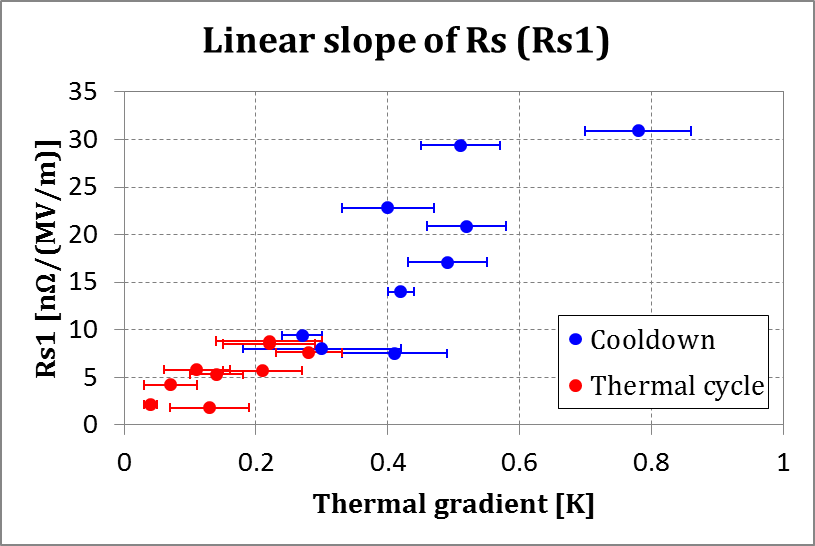 Linear slope of Rs (Rs1)
Rs1 [nΩ/(MV/m)]
35
30
25
20
15
10
5
0
0
0.2
0.4
0.6
0.8
1
Thermal gradient [K]
Cooldown
Thermal cycle